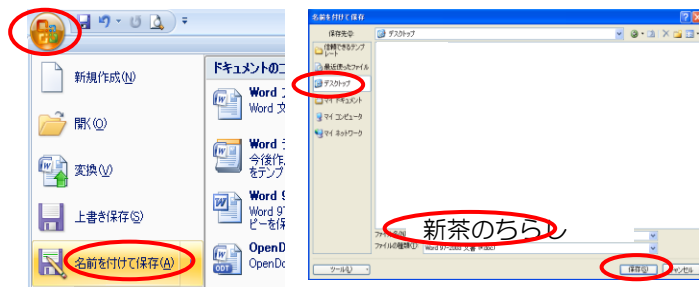 新規作成(N)
開く(O)
変換(V)
上書き保存(S)
名前を付けて保存(A)
ドキュメントのコ
Word
Word 文
Word
今後作
をテンプ
Word 9
Word 97
ピーを保
OpenD
OpenDo
名前を付けて保存
保存先(I):
デスクトップ
信頼できるテンプ
レート
最近使ったファイル
デスクトップ
マイ ドキュメント
マイ コンピュータ
マイ ネットワーク
新茶のちらし
ファイルの種類(T):
Word 97-2003 文書 (*.doc)
ツール(L)
保存(S)
キャンセル